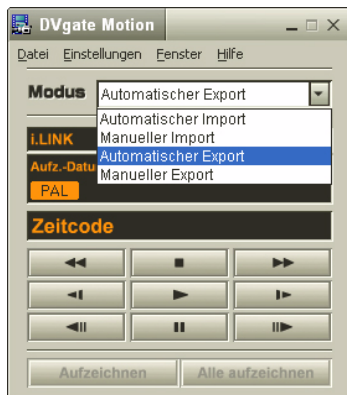 DVgate Motion
Datei Einstellungen Fenster Hilfe
Modus Automatischer Export
Automatischer Import
Manueller Import
Automatischer Export
Manueller Export
i.LINK
Aufz.-Datu
PAL
Zeitcode
Aufzeichnen Alle aufzeichnen